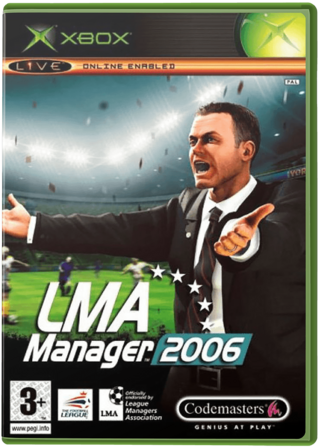 XBOX
LIVE ONLINE ENABLED
PAL
LMA
Manager 2006
3+
www.pegi.info
THE FOOTBALL
LEAGUE
LMA
Officially
endorsed by
League
Managers
Association
Codemasters
GENIUS AT PLAY